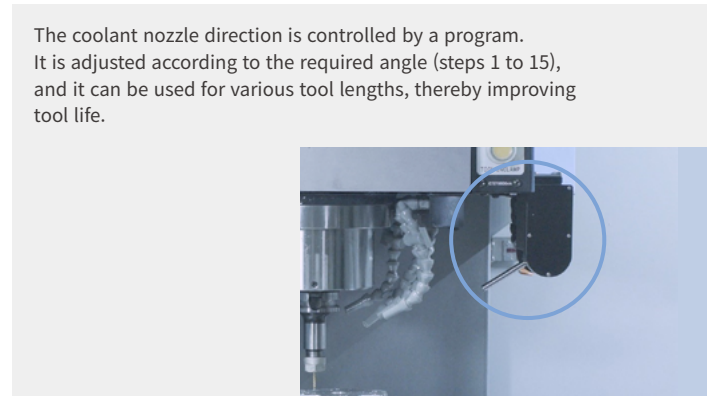 The coolant nozzle direction is controlled by a program.
It is adjusted according to the required angle (steps 1 to 15),
and it can be used for various tool lengths, thereby improving
tool life.